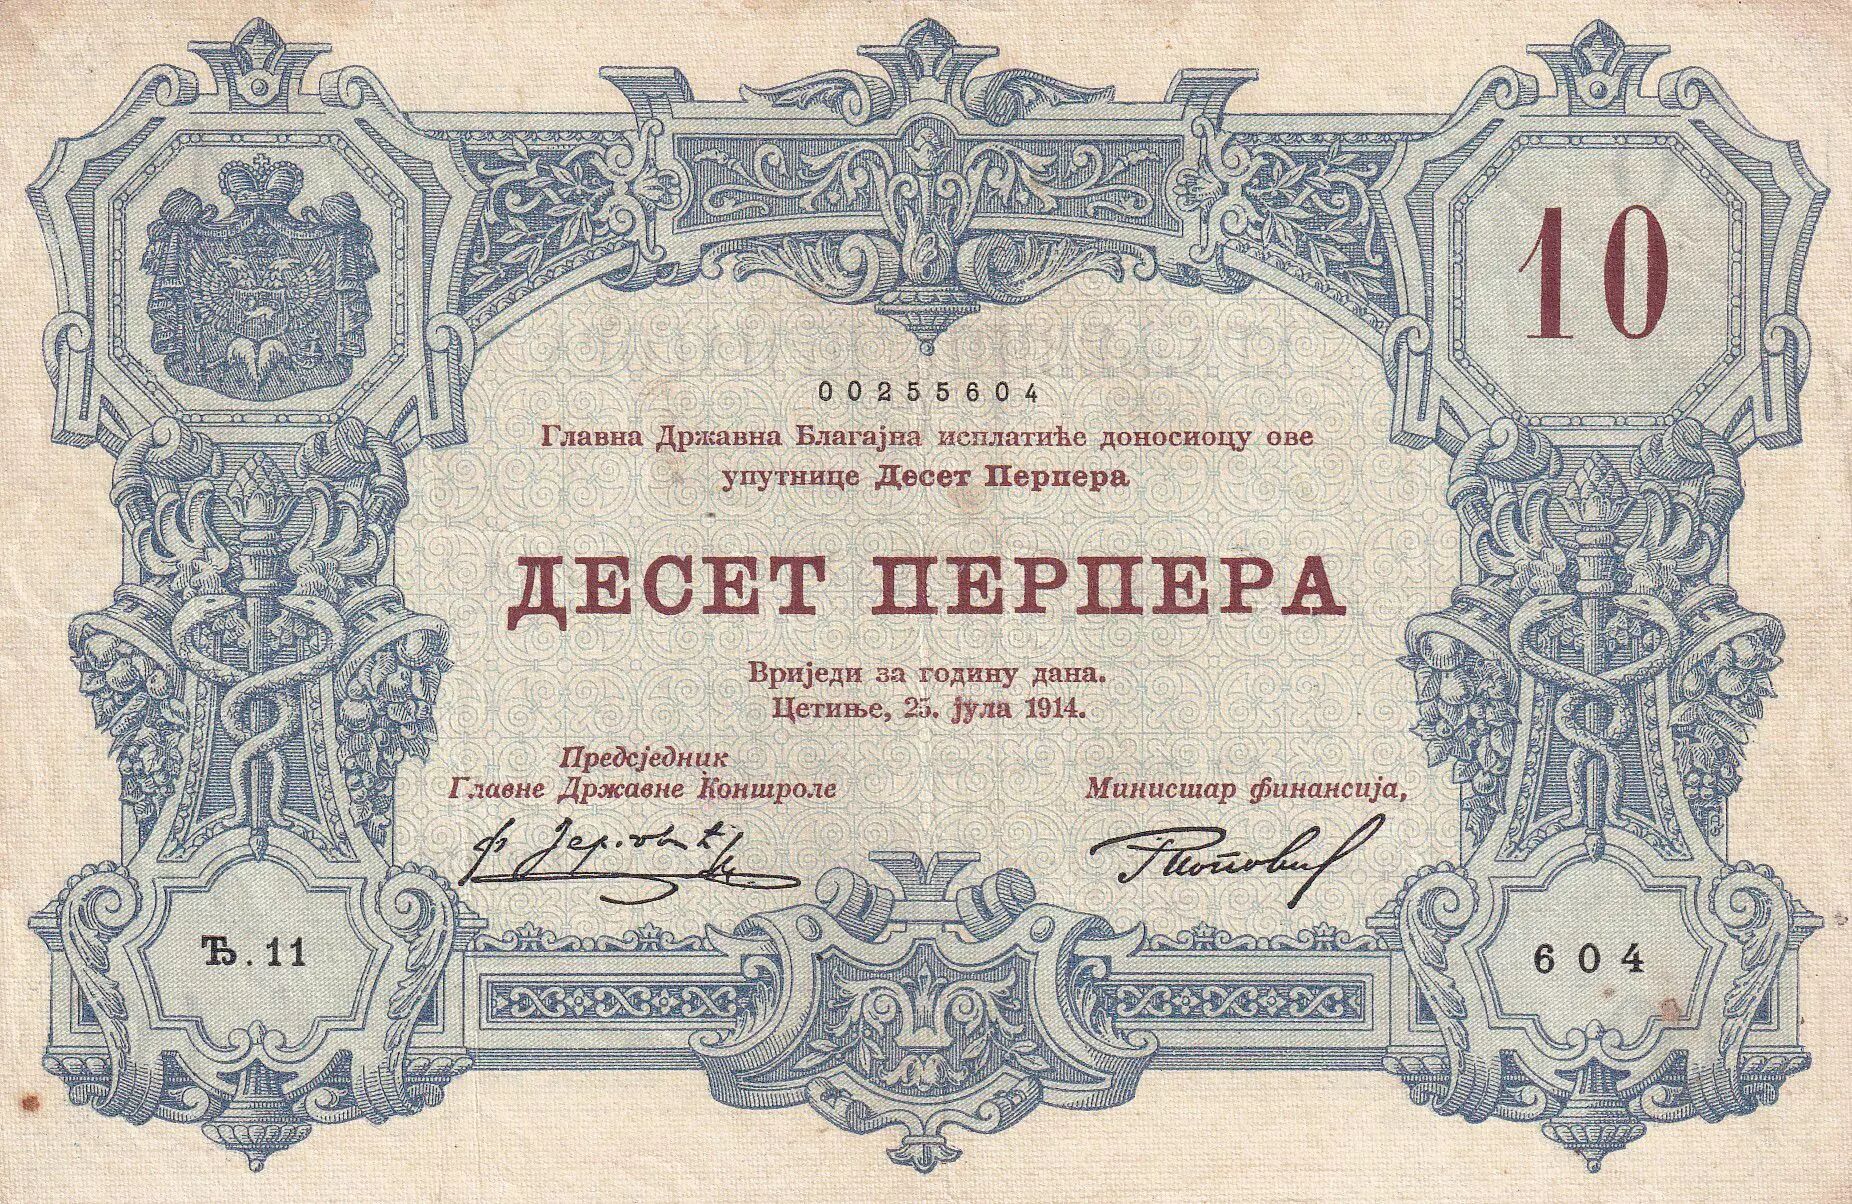 10
00255604
Главна Државна Благајна исплатиће доносиоцу ове
упутнице Десет Перпера
ДЕСЕТ ПЕРПЕРА
Вриједи за годину дана.
Цетиње, 25. јула 1914.
Предсједник
Главне Државне Контроле
Министар финансија,
Ђ.11
604